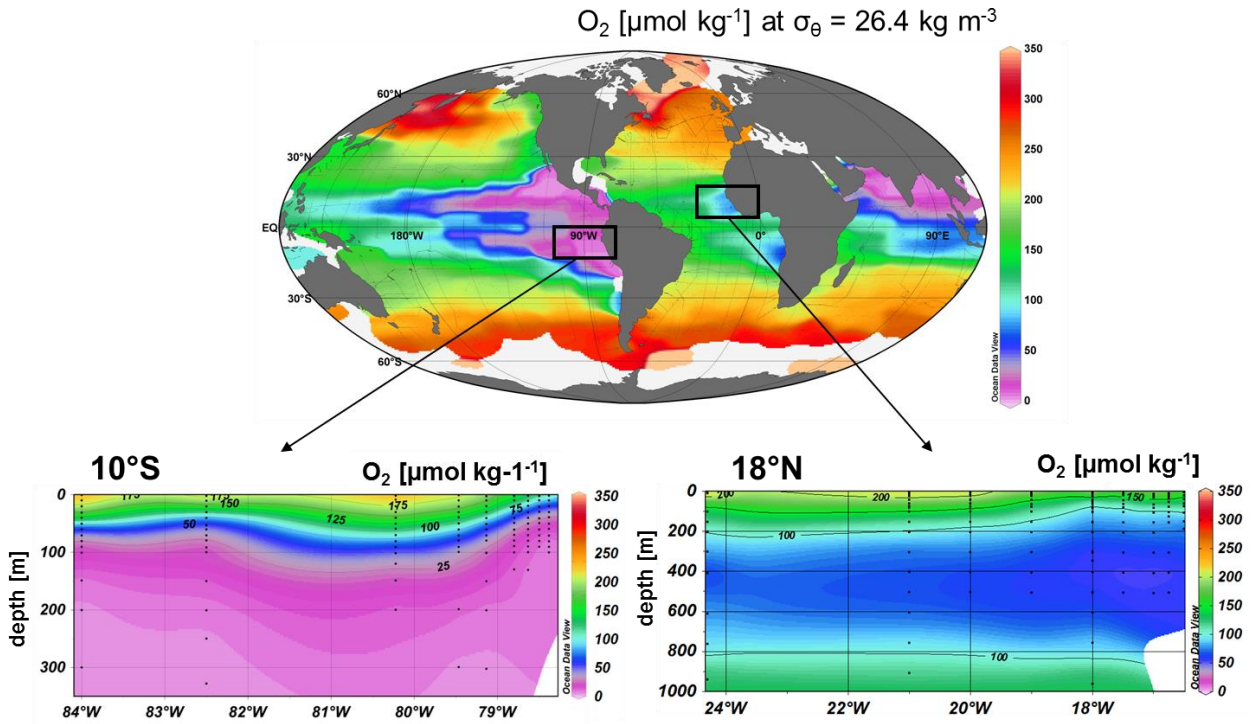 O₂ [µmol kg⁻¹] at σθ = 26.4 kg m⁻³
350
300
250
200
150
100
50
0
Ocean Data View
60°N
30°N
EQ
180°W
90°W
0°
90°E
30°S
60°S
10°S
O₂ [µmol kg-1⁻¹]
depth [m]
0
100
200
300
175
150
175
125
175
100
75
50
25
350
300
250
200
150
100
50
0
Ocean Data View
84°W
83°W
82°W
81°W
80°W
79°W
18°N
O₂ [µmol kg⁻¹]
depth [m]
0
200
400
600
800
1000
200
200
150
100
100
350
300
250
200
150
100
50
0
Ocean Data View
24°W
22°W
20°W
18°W